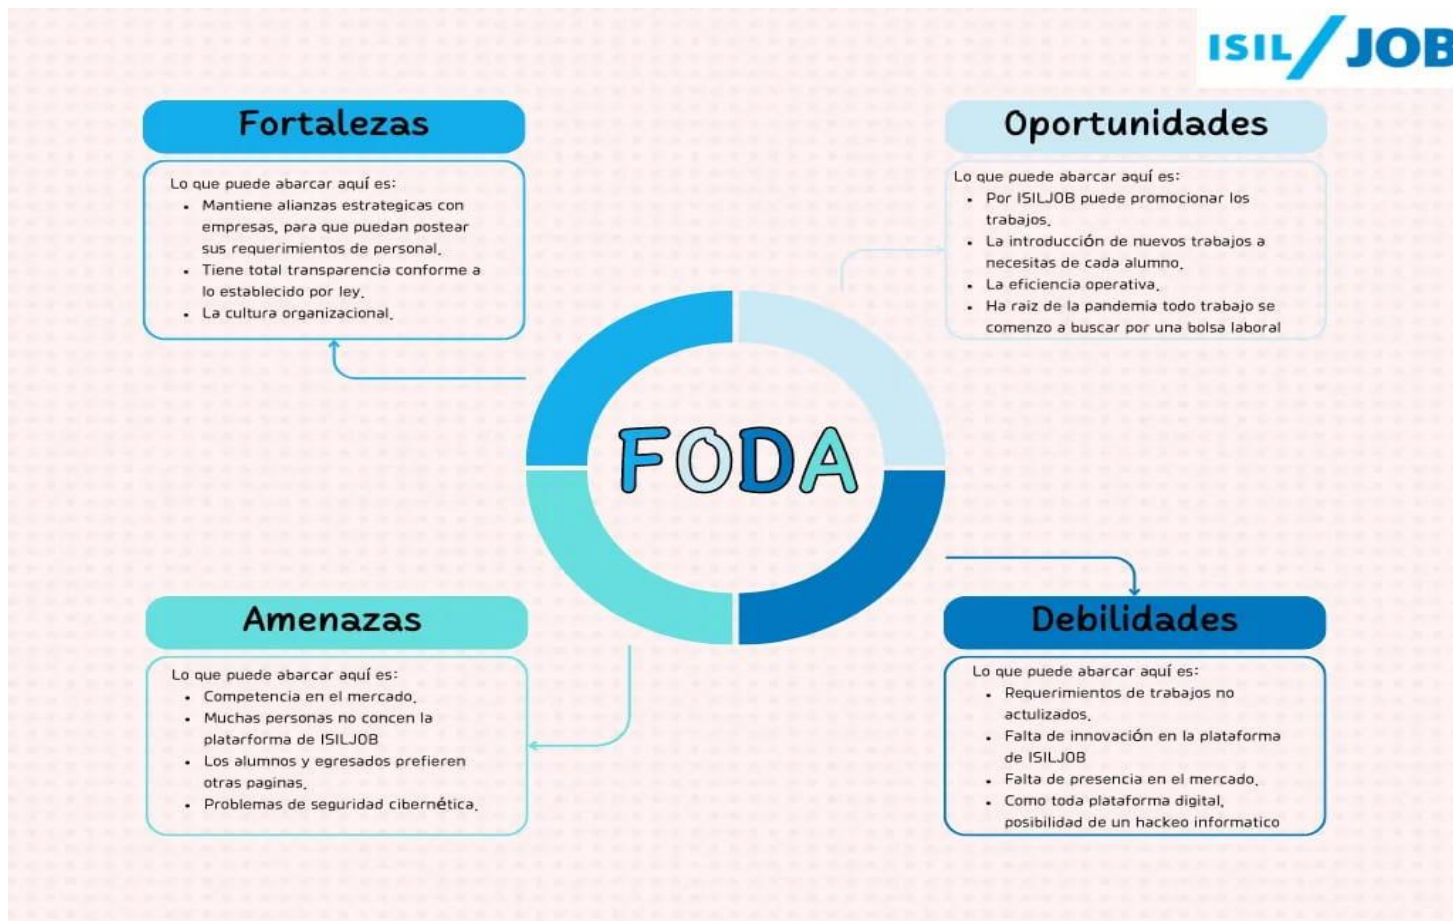 ISIL/JOB
Fortalezas
Lo que puede abarcar aquí es:
• Mantiene alianzas estrategicas con
empresas, para que puedan postear
sus requerimientos de personal.
• Tiene total transparencia conforme a
lo establecido por ley.
• La cultura organizacional.
Oportunidades
Lo que puede abarcar aquí es:
• Por ISILJOB puede promocionar los
trabajos.
• La introducción de nuevos trabajos a
necesitas de cada alumno.
• La eficiencia operativa.
• Ha raiz de la pandemia todo trabajo se
comenzo a buscar por una bolsa laboral
FODA
Amenazas
Lo que puede abarcar aquí es:
• Competencia en el mercado.
• Muchas personas no concen la
platarforma de ISILJOB
• Los alumnos y egresados prefieren
otras paginas.
• Problemas de seguridad cibernética.
Debilidades
Lo que puede abarcar aquí es:
• Requerimientos de trabajos no
actulizados.
• Falta de innovación en la plataforma
de ISILJOB
• Falta de presencia en el mercado.
• Como toda plataforma digital,
posibilidad de un hackeo informatico